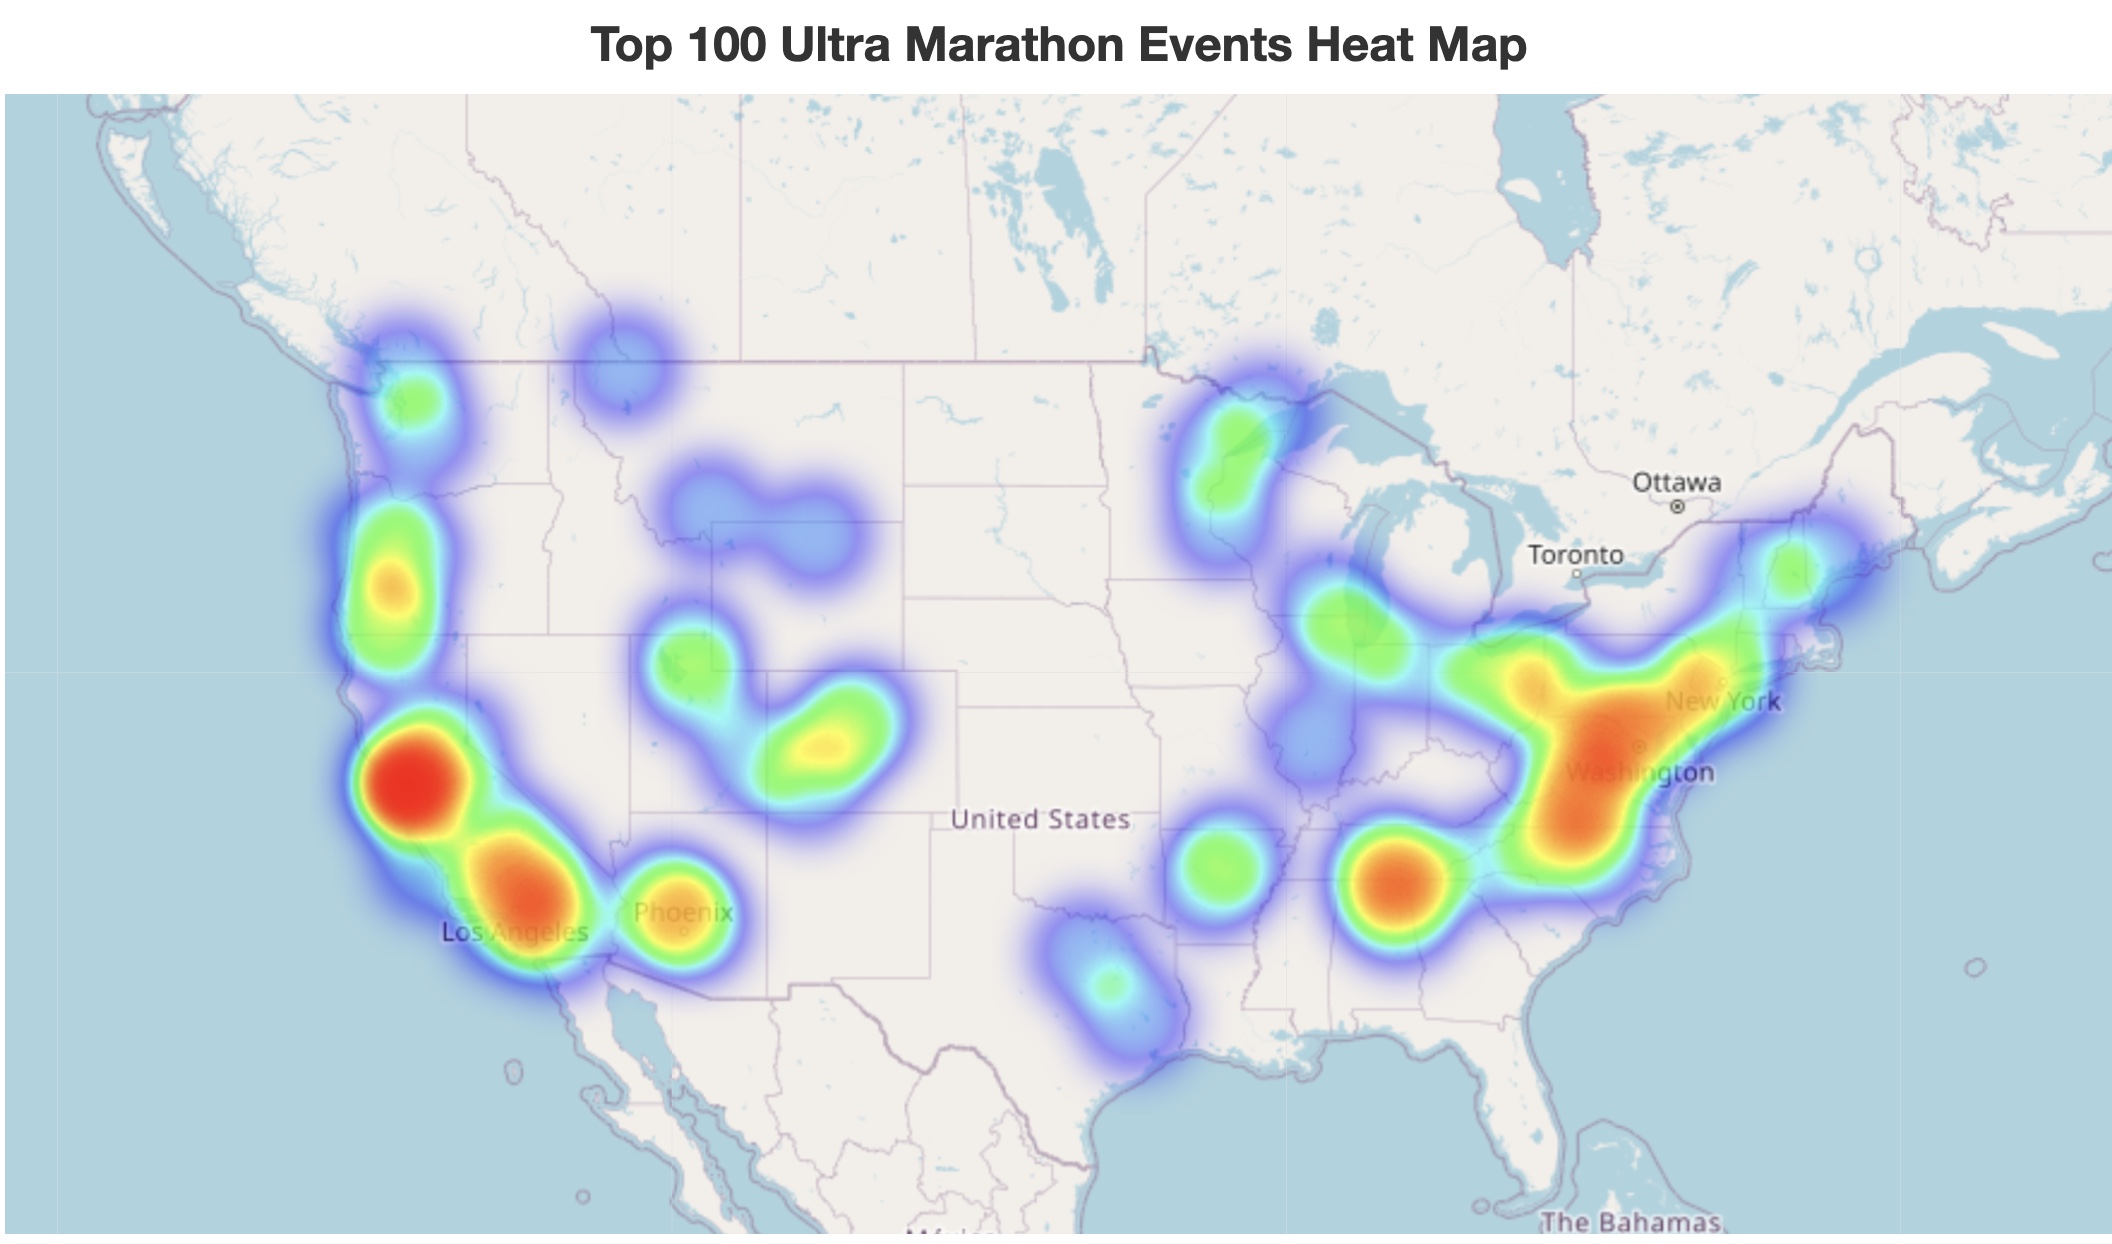 Top 100 Ultra Marathon Events Heat Map
Ottawa
Toronto
New York
Washington
United States
Phoenix
Los Angeles
The Bahamas